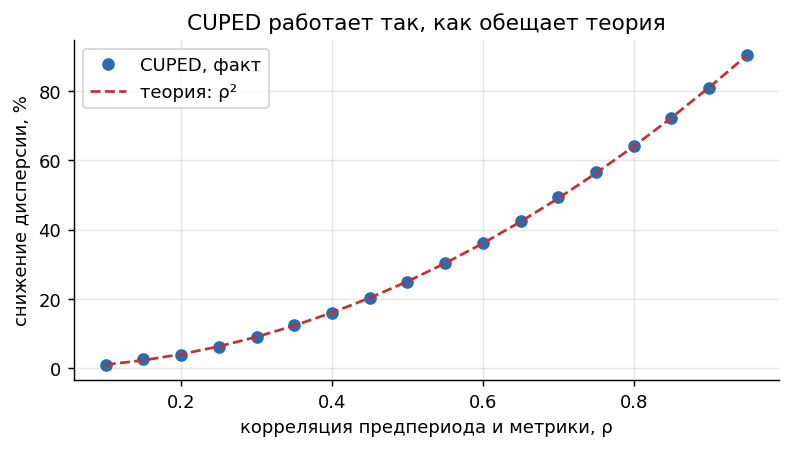 CUPED работает так, как обещает теория
CUPED, факт
теория: ρ²
снижение дисперсии, %
80
60
40
20
0
0.2 0.4 0.6 0.8
корреляция предпериода и метрики, ρ